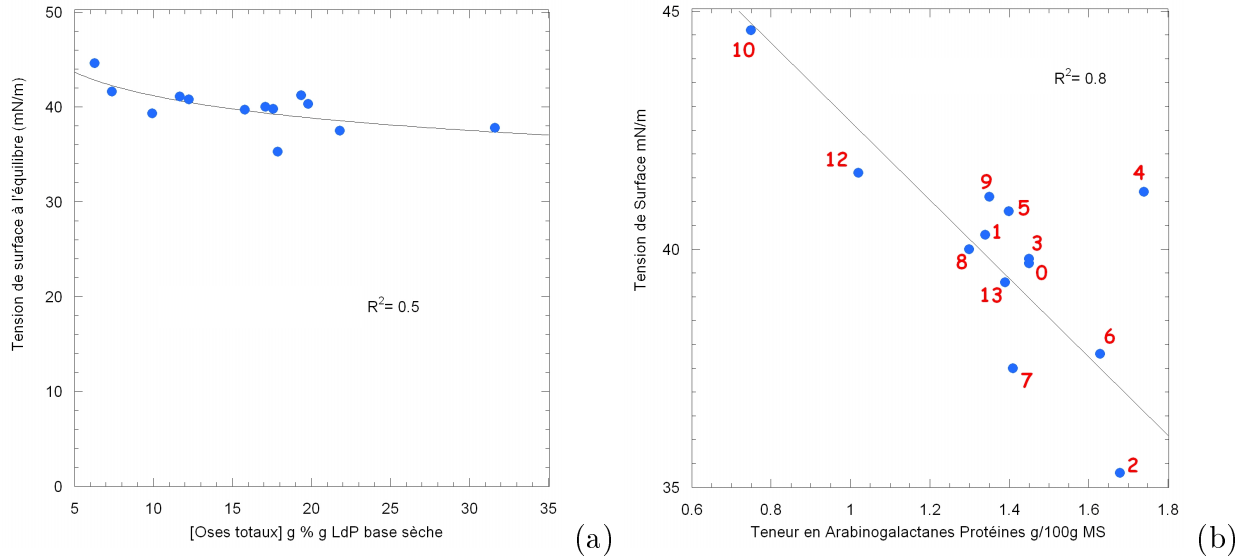 50
40
30
20
10
0
Tension de surface à l'équilibre (mN/m)
R²= 0.5
5 10 15 20 25 30 35
[Oses totaux] g % g LdP base sèche
(a)
45
40
35
Tension de Surface mN/m
R²= 0.8
10
12
9
5
4
1
3
8
0
13
6
7
2
0.6 0.8 1 1.2 1.4 1.6 1.8
Teneur en Arabinogalactanes Protéines g/100g MS
(b)